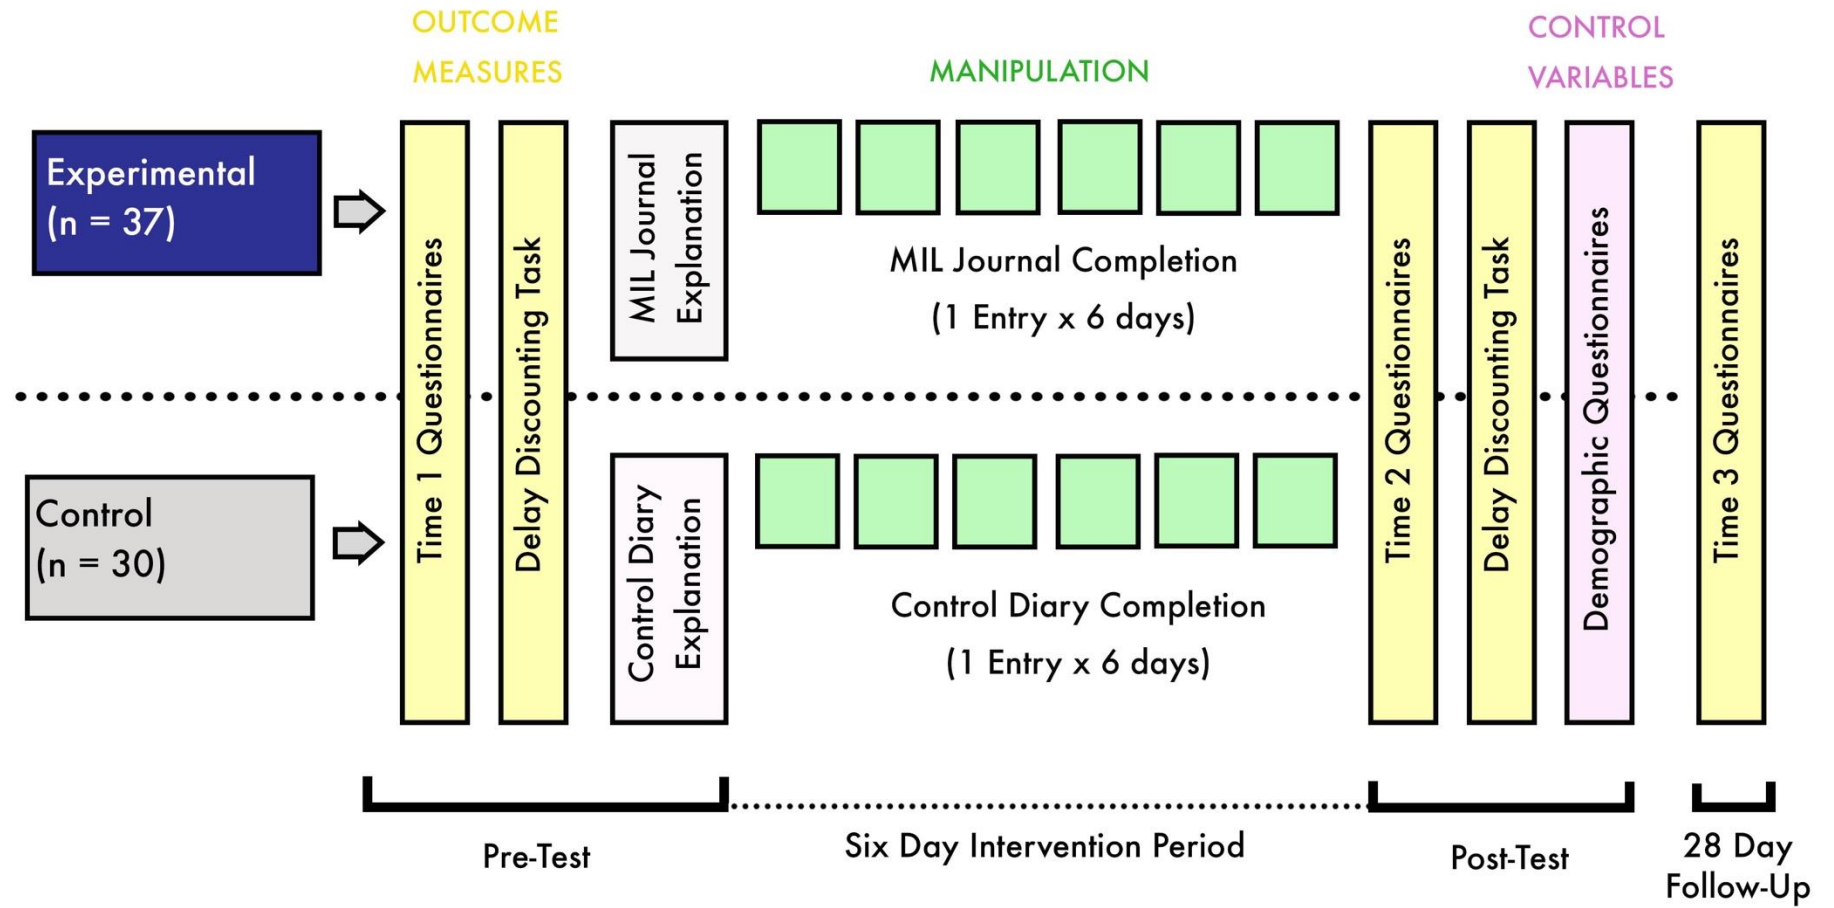 OUTCOME
MEASURES
MANIPULATION
CONTROL
VARIABLES
Experimental
(n = 37)
Time 1 Questionnaires
Delay Discounting Task
MIL Journal
Explanation
MIL Journal Completion
(1 Entry x 6 days)
Time 2 Questionnaires
Delay Discounting Task
Demographic Questionnaires
Time 3 Questionnaires
Control
(n = 30)
Control Diary
Explanation
Control Diary Completion
(1 Entry x 6 days)
Pre-Test
Six Day Intervention Period
Post-Test
28 Day
Follow-Up